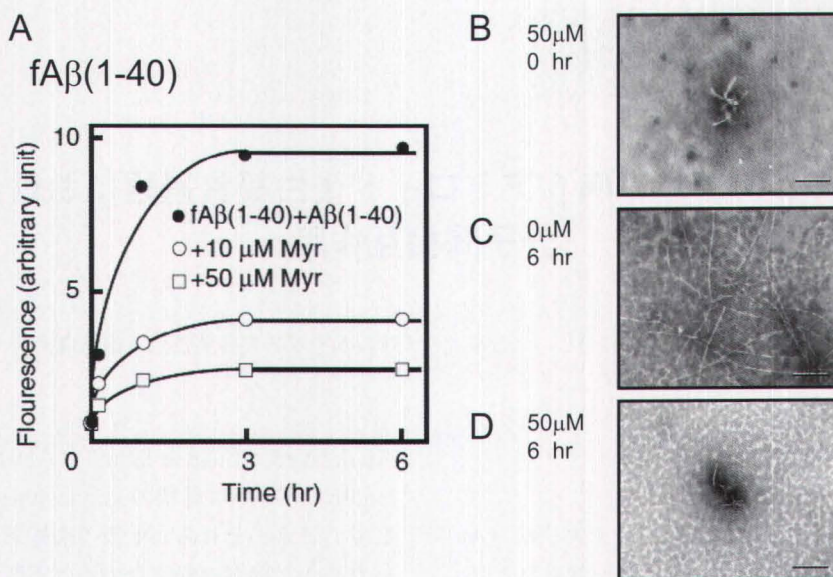 A
fAβ(1-40)
10
5
0
3
6
Flourescence (arbitrary unit)
Time (hr)
fAβ(1-40)+Aβ(1-40)
+10 μM Myr
+50 μM Myr
B
50μM
0 hr
C
0μM
6 hr
D
50μM
6 hr